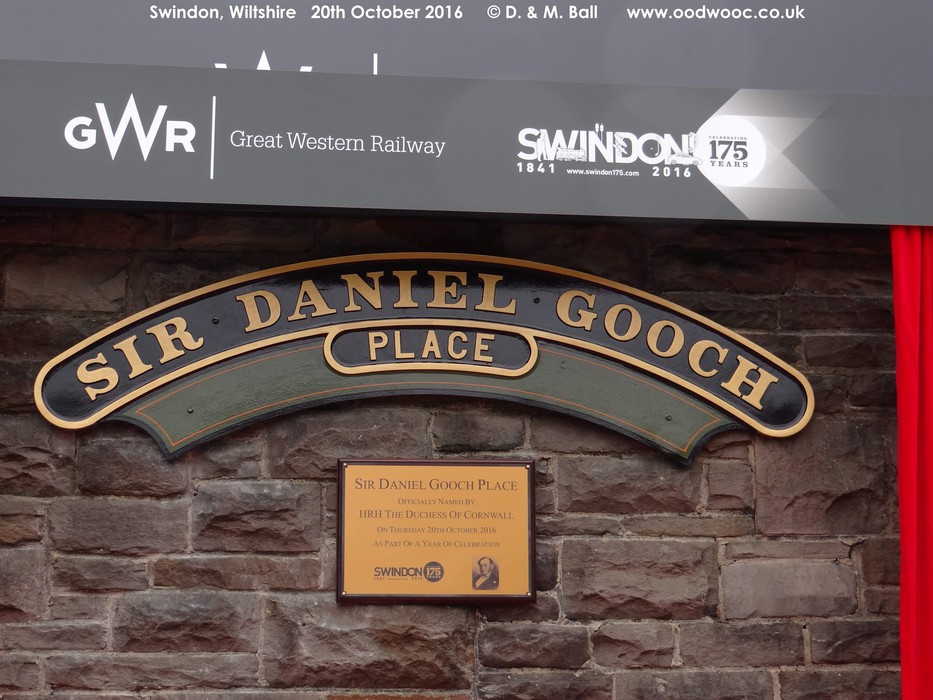 Swindon, Wiltshire 20th October 2016 © D. & M. Ball www.oodwooc.co.uk
GWR Great Western Railway
SWINDON
1841 www.swindon175.com 2016
CELEBRATING
175
YEARS
SIR DANIEL GOOCH
PLACE
SIR DANIEL GOOCH PLACE
OFFICIALLY NAMED BY
HRH THE DUCHESS OF CORNWALL
ON THURSDAY 20TH OCTOBER 2016
AS PART OF A YEAR OF CELEBRATION
SWINDON 175